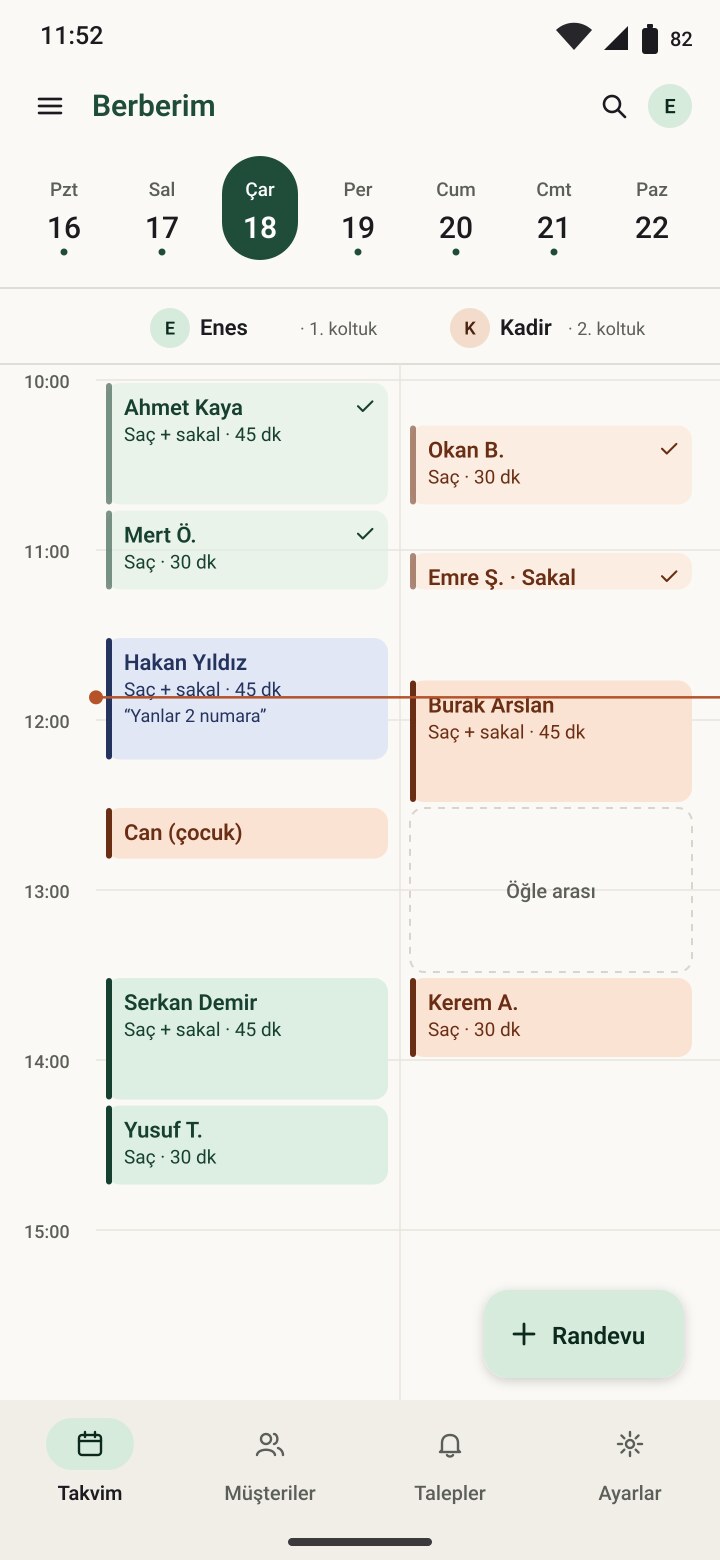 11:52
82
Berberim
E
Pzt Sal Çar Per Cum Cmt Paz
16 17 18 19 20 21 22
E Enes · 1. koltuk
K Kadir · 2. koltuk
10:00
Ahmet Kaya
Saç + sakal · 45 dk
Okan B.
Saç · 30 dk
Mert Ö.
Saç · 30 dk
11:00
Emre Ş. · Sakal
Hakan Yıldız
Saç + sakal · 45 dk
“Yanlar 2 numara”
Burak Arslan
Saç + sakal · 45 dk
12:00
Can (çocuk)
13:00
Öğle arası
Serkan Demir
Saç + sakal · 45 dk
Kerem A.
Saç · 30 dk
14:00
Yusuf T.
Saç · 30 dk
15:00
Randevu
Takvim Müşteriler Talepler Ayarlar